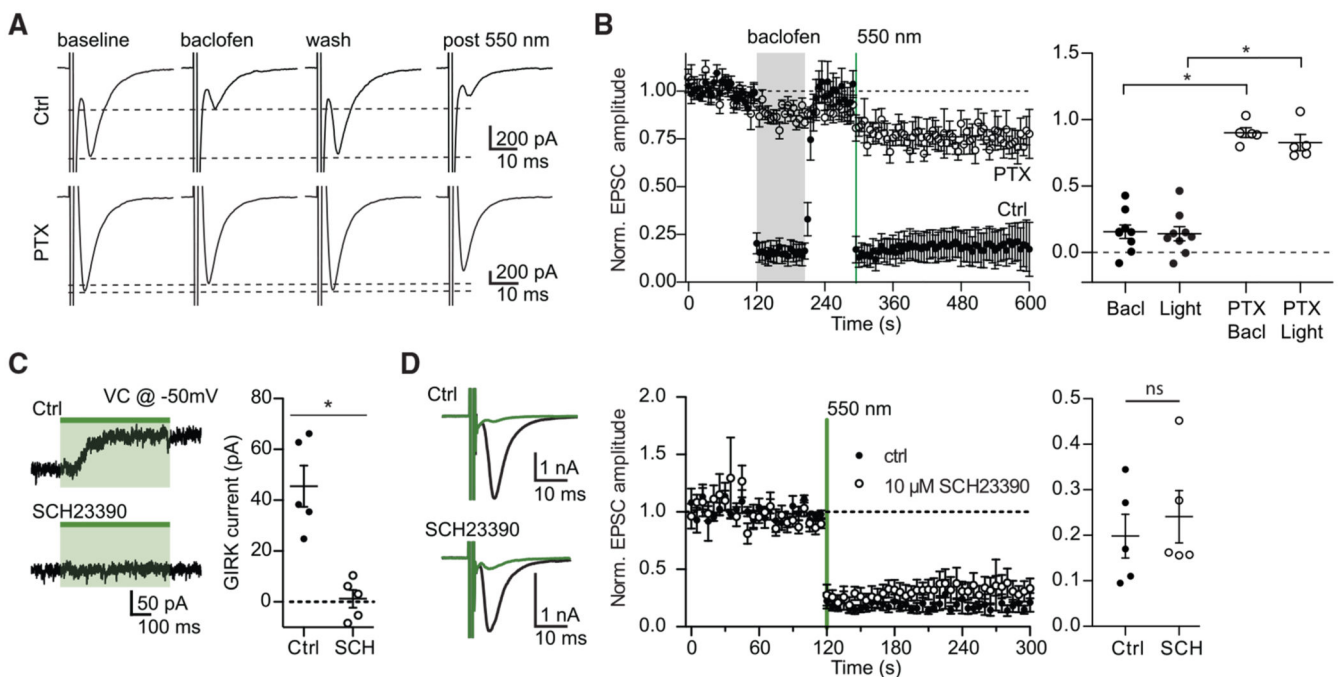 A
baseline
baclofen
wash
post 550 nm
Ctrl
200 pA
10 ms
PTX
200 pA
10 ms
B
baclofen
550 nm
Norm. EPSC amplitude
1.00
0.75
0.50
0.25
0.00
PTX
Ctrl
0
120
240
360
480
600
Time (s)
1.5
1.0
0.5
0.0
*
*
Bacl
Light
PTX
Bacl
PTX
Light
C
VC @ -50mV
Ctrl
SCH23390
50 pA
100 ms
GIRK current (pA)
80
60
40
20
0
*
Ctrl
SCH
D
Ctrl
1 nA
10 ms
SCH23390
1 nA
10 ms
Norm. EPSC amplitude
2.0
1.5
1.0
0.5
0.0
550 nm
ctrl
10 µM SCH23390
0
60
120
180
240
300
Time (s)
0.5
0.4
0.3
0.2
0.1
0.0
ns
Ctrl
SCH